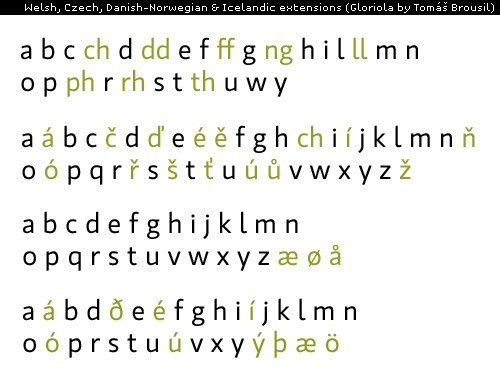 Welsh, Czech, Danish-Norwegian & Icelandic extensions (Gloriola by Tomáš Brousil)
a b c ch d dd e f ff g ng h i l ll m n
o p ph r rh s t th u w y
a á b c č d ď e é ě f g h ch i í j k l m n ň
o ó p q r ř s š t ť u ú ů v w x y z ž
a b c d e f g h i j k l m n
o p q r s t u v w x y z æ ø å
a á b d ð e é f g h i í j k l m n
o ó p r s t u ú v x y ý þ æ ö